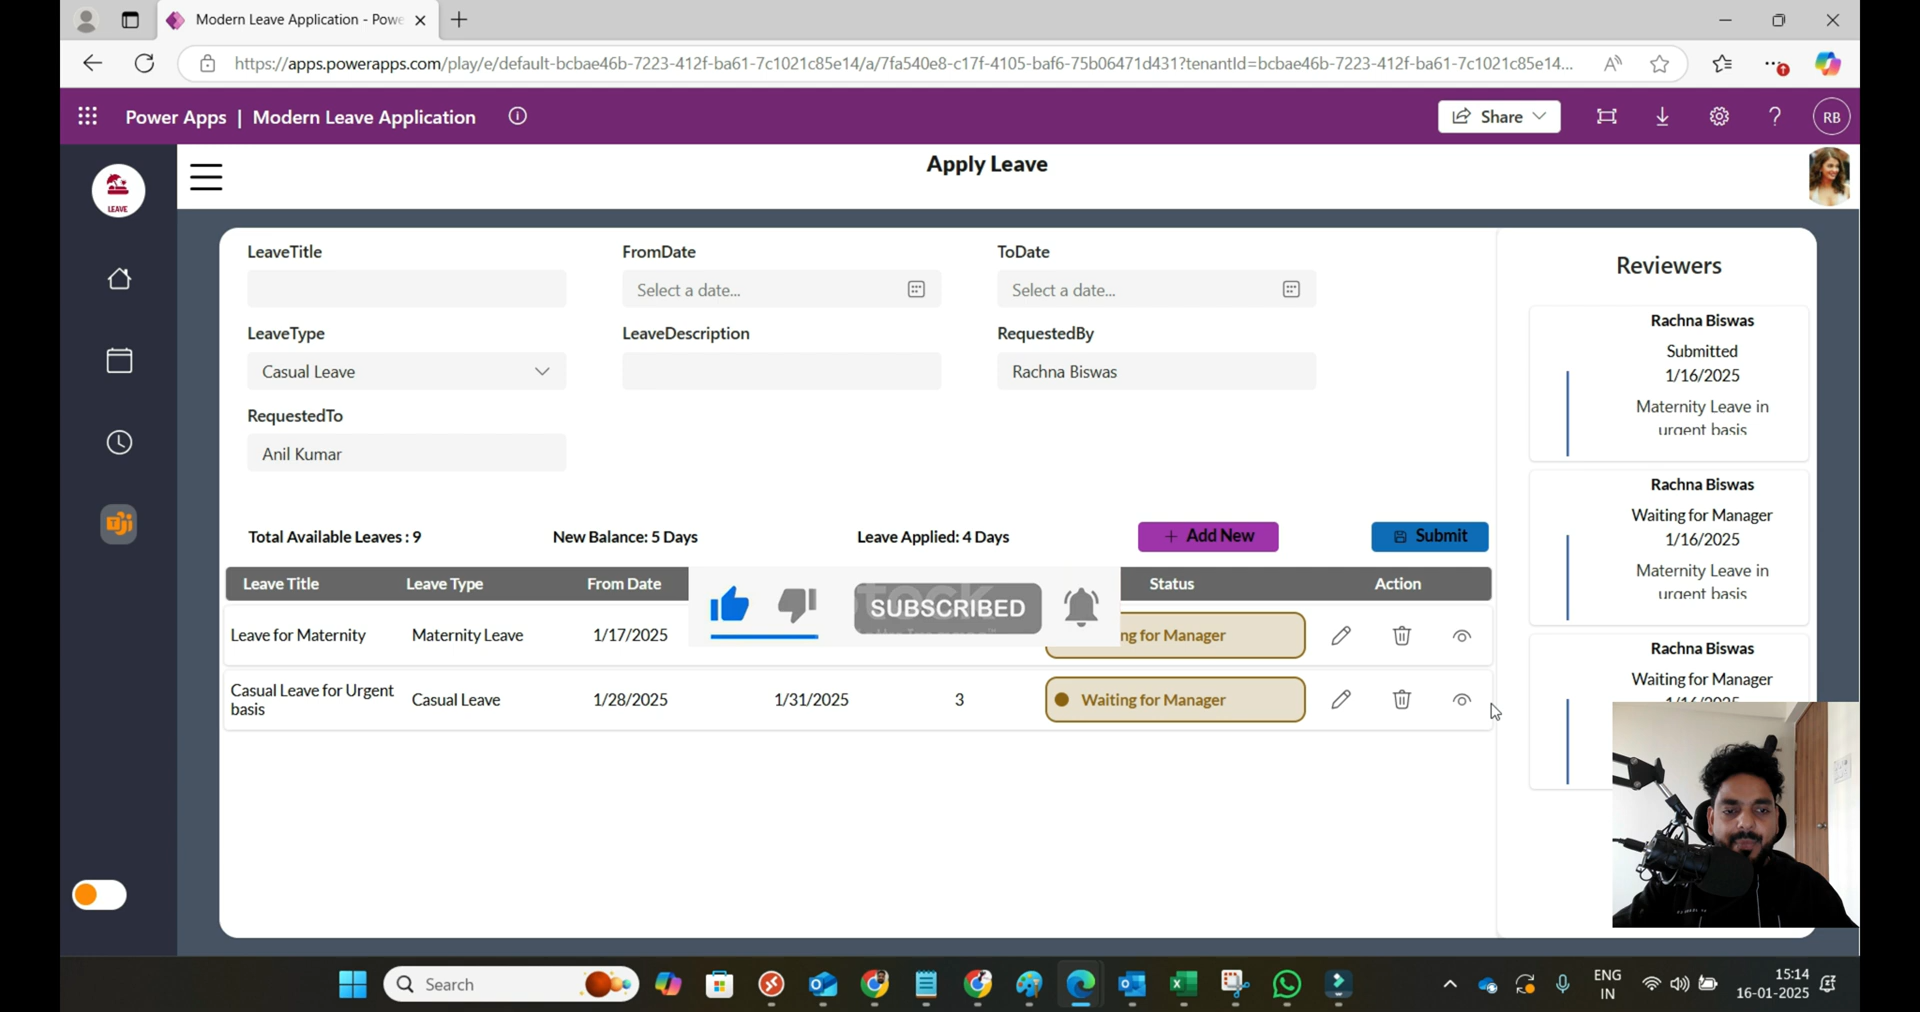 Modern Leave Application - Powe
https://apps.powerapps.com/play/e/default-bcbae46b-7223-412f-ba61-7c1021c85e14/a/7fa540e8-c17f-4105-baf6-75b06471d431?tenantId=bcbae46b-7223-412f-ba61-7c1021c85e14...
Power Apps | Modern Leave Application
Share
?
RB
LEAVE
Apply Leave
LeaveTitle
FromDate
ToDate
Select a date...
Select a date...
LeaveType
LeaveDescription
RequestedBy
Casual Leave
Rachna Biswas
RequestedTo
Anil Kumar
Reviewers
Rachna Biswas
Submitted
1/16/2025
Maternity Leave in
urgent basis
Rachna Biswas
Waiting for Manager
1/16/2025
Maternity Leave in
urgent basis
Rachna Biswas
Waiting for Manager
1/16/2025
Total Available Leaves : 9
New Balance: 5 Days
Leave Applied: 4 Days
+ Add New
Submit
Leave Title
Leave Type
From Date
Status
Action
SUBSCRIBED
Leave for Maternity
Maternity Leave
1/17/2025
ng for Manager
Casual Leave for Urgent
basis
Casual Leave
1/28/2025
1/31/2025
3
Waiting for Manager
Search
ENG
IN
15:14
16-01-2025